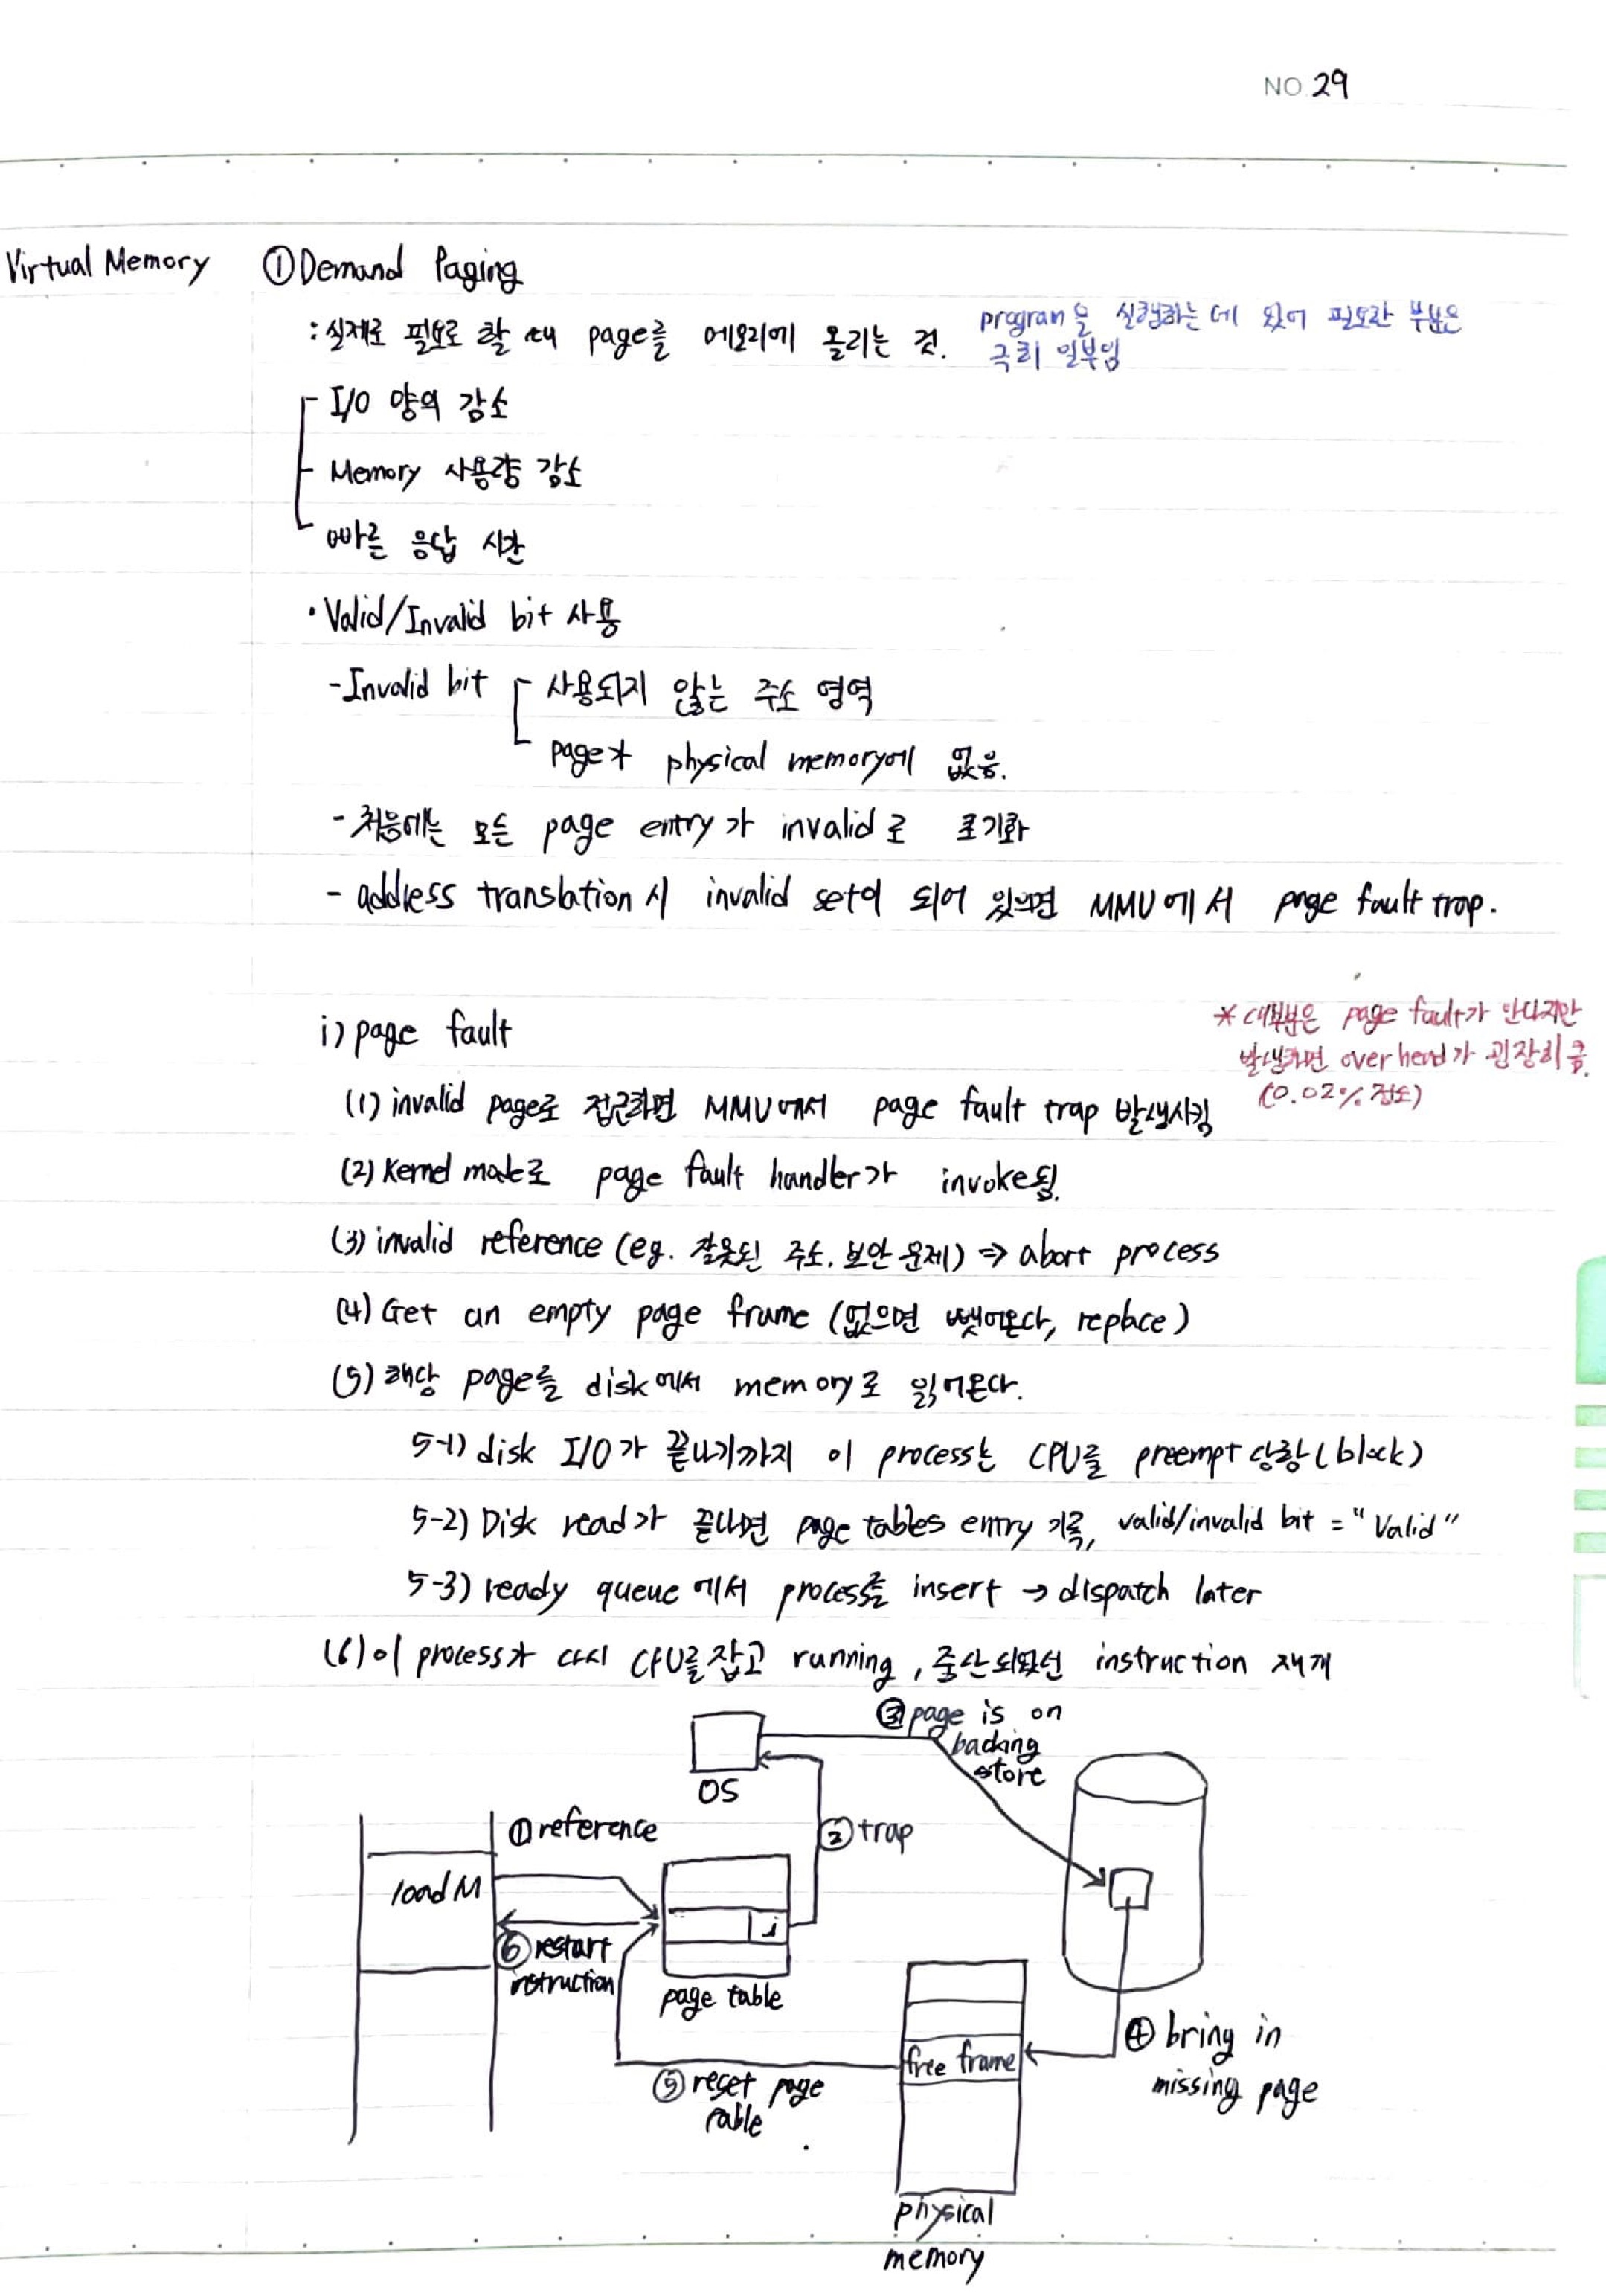 NO. 29
Virtual Memory ①Demand Paging
:실제로 필요로 할 때 page를 메모리에 올리는 것.
program을 실행하는 데 있어 필요한 부분은
극히 일부임
I/O 양의 감소
Memory 사용량 감소
빠른 응답 시간
•Valid/Invalid bit 사용
-Invalid bit 사용되지 않는 주소 영역
page가 physical memory에 없음.
-처음에는 모든 page entry가 invalid로 초기화
- address translation시 invalid set이 되어 있으면 MMU에서 page fault trap.
i) page fault
*대부분은 page fault가 안나지만
발생하면 overhead가 굉장히 큼.
(0.02% 정도)
(1) invalid page로 접근하면 MMU에서 page fault trap 발생시킴
(2) Kernel mode로 page fault handler가 invoke됨.
(3) invalid reference (eg. 잘못된 주소, 보안 문제) ⇒ abort process
(4) Get an empty page frame (없으면 뺏어온다, replace)
(5) 해당 page를 disk에서 memory로 읽어온다.
5-1) disk I/O가 끝나기까지 이 process는 CPU를 preempt 당함 (block)
5-2) Disk read가 끝나면 page tables entry 기록, valid/invalid bit = "Valid"
5-3) ready queue에서 process를 insert → dispatch later
(6) 이 process가 다시 CPU를 잡고 running, 중단되었던 instruction 재개
③page is on
backing
store
OS
①reference
②trap
load M
i
⑥restart
instruction
page table
free frame
④bring in
missing page
⑤reset page
table
physical
memory